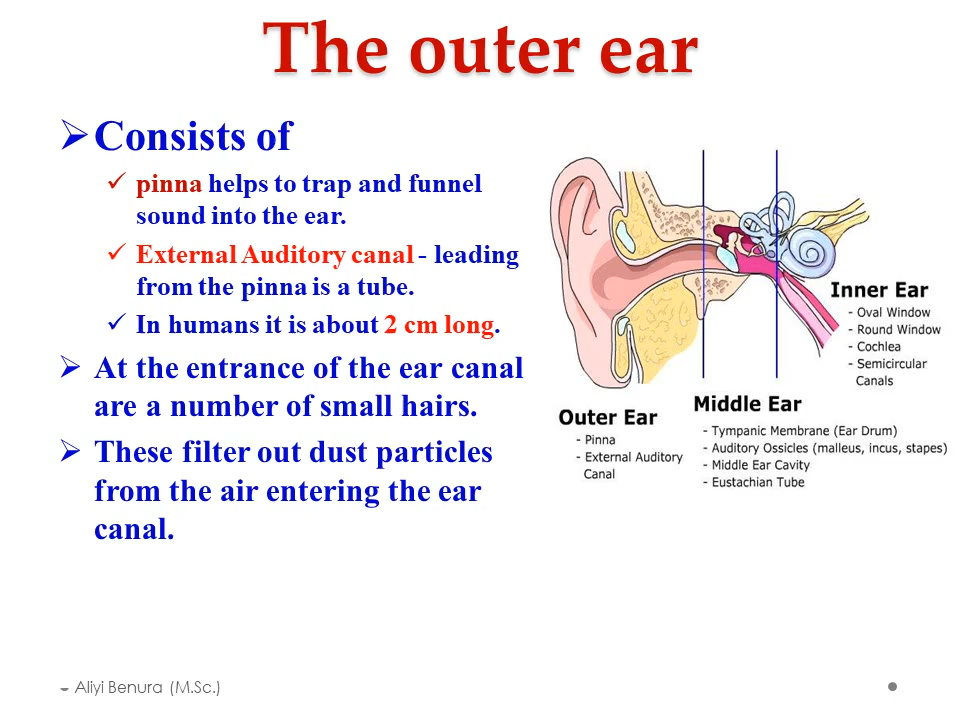 The outer ear
➢ Consists of
✓ pinna helps to trap and funnel
sound into the ear.
✓ External Auditory canal - leading
from the pinna is a tube.
✓ In humans it is about 2 cm long.
➢ At the entrance of the ear canal
are a number of small hairs.
➢ These filter out dust particles
from the air entering the ear
canal.
Outer Ear
- Pinna
- External Auditory
Canal
Middle Ear
- Tympanic Membrane (Ear Drum)
- Auditory Ossicles (malleus, incus, stapes)
- Middle Ear Cavity
- Eustachian Tube
Inner Ear
- Oval Window
- Round Window
- Cochlea
- Semicircular
Canals
Aliyi Benura (M.Sc.)